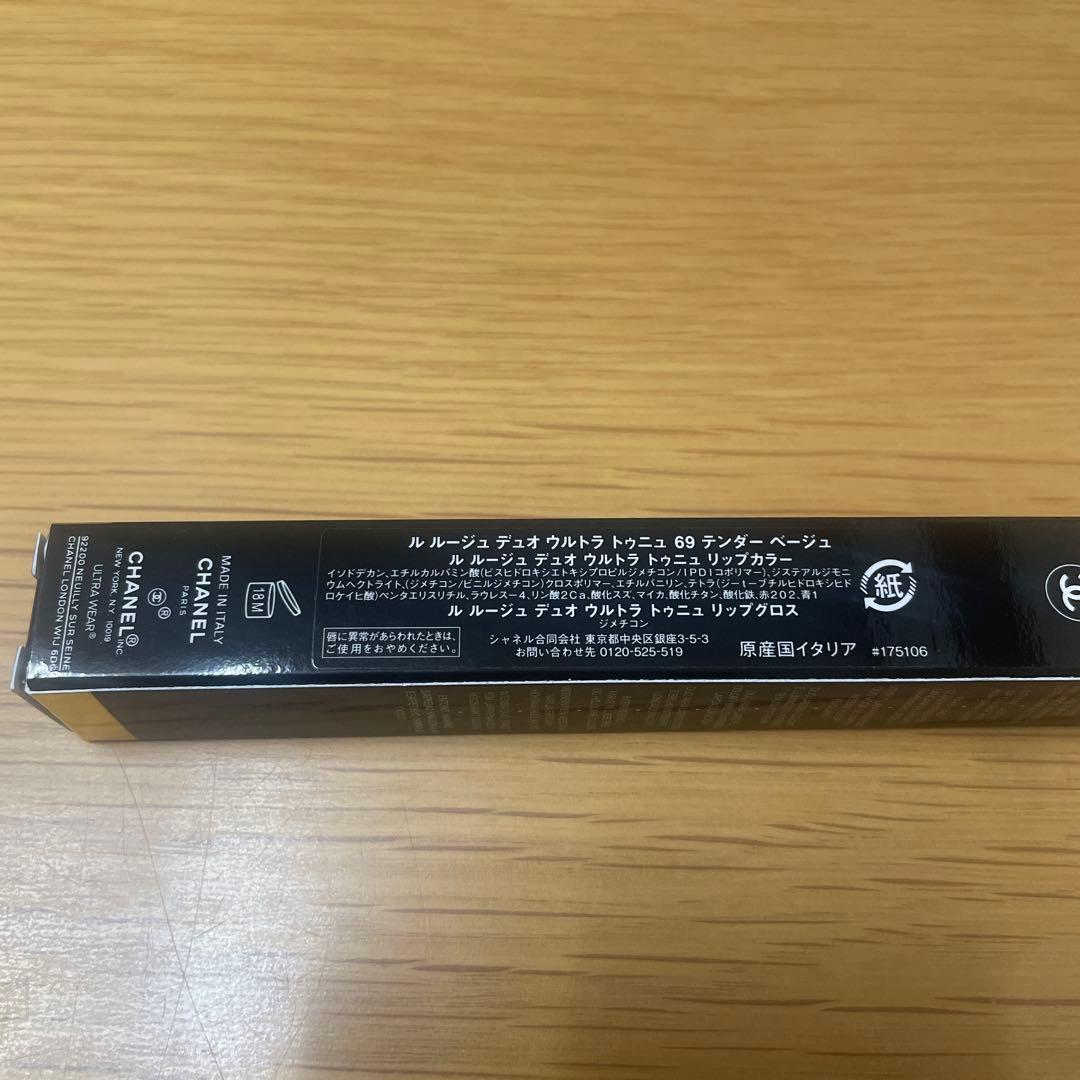 ル ルージュ デュオ ウルトラ トゥニュ 69 テンダー ベージュ
ル ルージュ デュオ ウルトラ トゥニュ リップカラー
イソドデカン,エチルカルバミン酸(ビスヒドロキシエトキシプロピルジメチコン/IPDIコポリマー),ジステアルジモニ
ウムヘクトライト,(ジメチコン/ビニルジメチコン)クロスポリマー,エチルバニリン,テトラ(ジ-t-ブチルヒドロキシヒド
ロケイヒ酸)ペンタエリスリチル,ラウレス-4,リン酸2Ca,酸化スズ,マイカ,酸化チタン,酸化鉄,赤202,青1
ル ルージュ デュオ ウルトラ トゥニュ リップグロス
ジメチコン
唇に異常があらわれたときは、
ご使用をおやめください。
シャネル合同会社 東京都中央区銀座3-5-3
お問い合わせ先 0120-525-519
原産国イタリア #175106
紙
18M
MADE IN ITALY
CHANEL
PARIS
®
CHANEL® INC.
NEW YORK, N.Y. 10019
ULTRA WEAR®
92200 NEUILLY SUR SEINE
CHANEL LONDON W1J 6DG